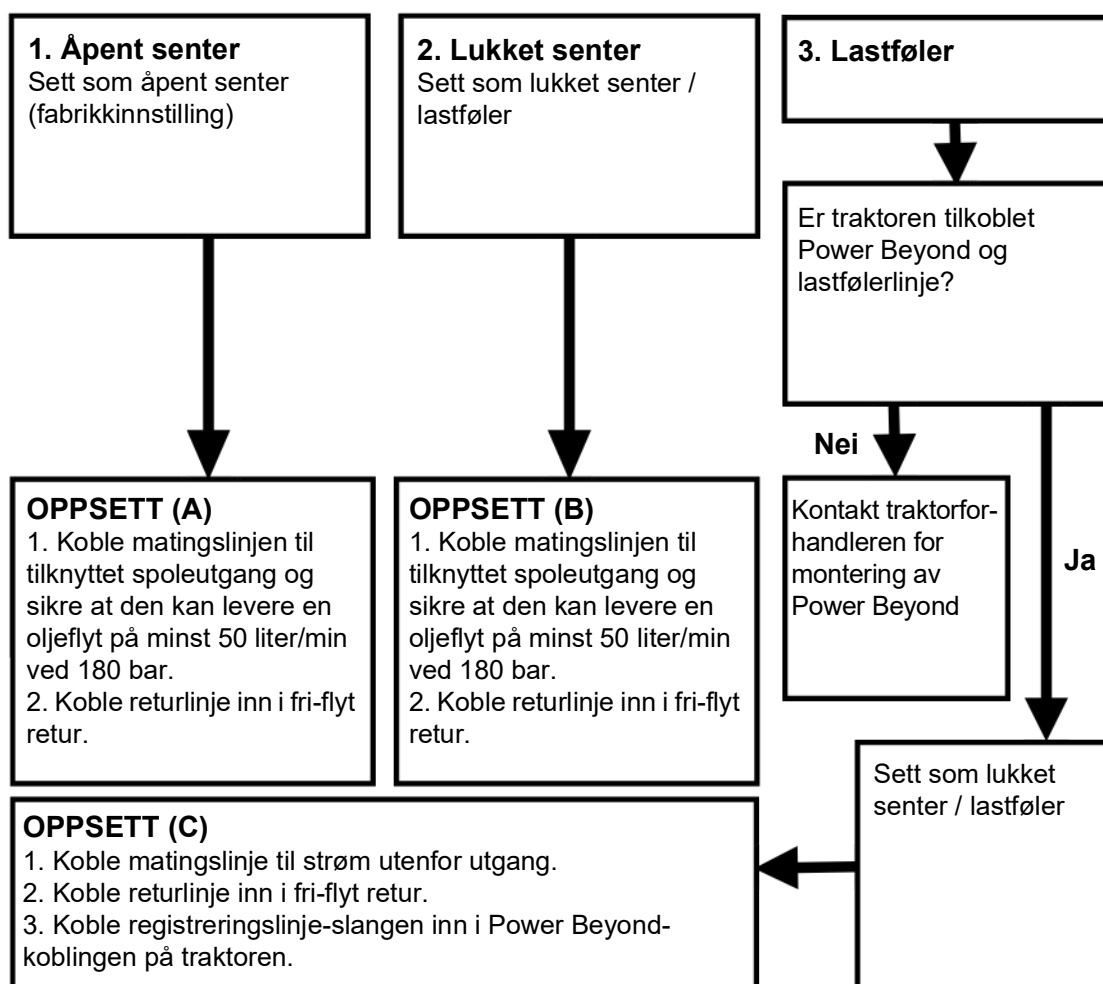 1. Åpent senter
Sett som åpent senter
(fabrikkinnstilling)
2. Lukket senter
Sett som lukket senter /
lastføler
3. Lastføler
Er traktoren tilkoblet
Power Beyond og
lastfølerlinje?
Nei
Ja
OPPSETT (A)
1. Koble matingslinjen til
tilknyttet spoleutgang og
sikre at den kan levere en
oljeflyt på minst 50 liter/min
ved 180 bar.
2. Koble returlinje inn i fri-flyt
retur.
OPPSETT (B)
1. Koble matingslinjen til
tilknyttet spoleutgang og
sikre at den kan levere en
oljeflyt på minst 50 liter/min
ved 180 bar.
2. Koble returlinje inn i fri-flyt
retur.
Kontakt traktorfor-
handleren for
montering av
Power Beyond
Sett som lukket
senter / lastføler
OPPSETT (C)
1. Koble matingslinje til strøm utenfor utgang.
2. Koble returlinje inn i fri-flyt retur.
3. Koble registreringslinje-slangen inn i Power Beyond-
koblingen på traktoren.